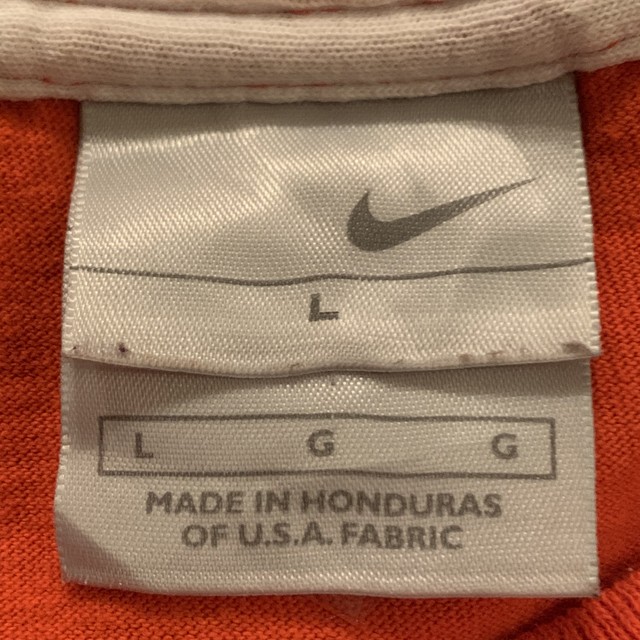 L
L G G
MADE IN HONDURAS
OF U.S.A. FABRIC